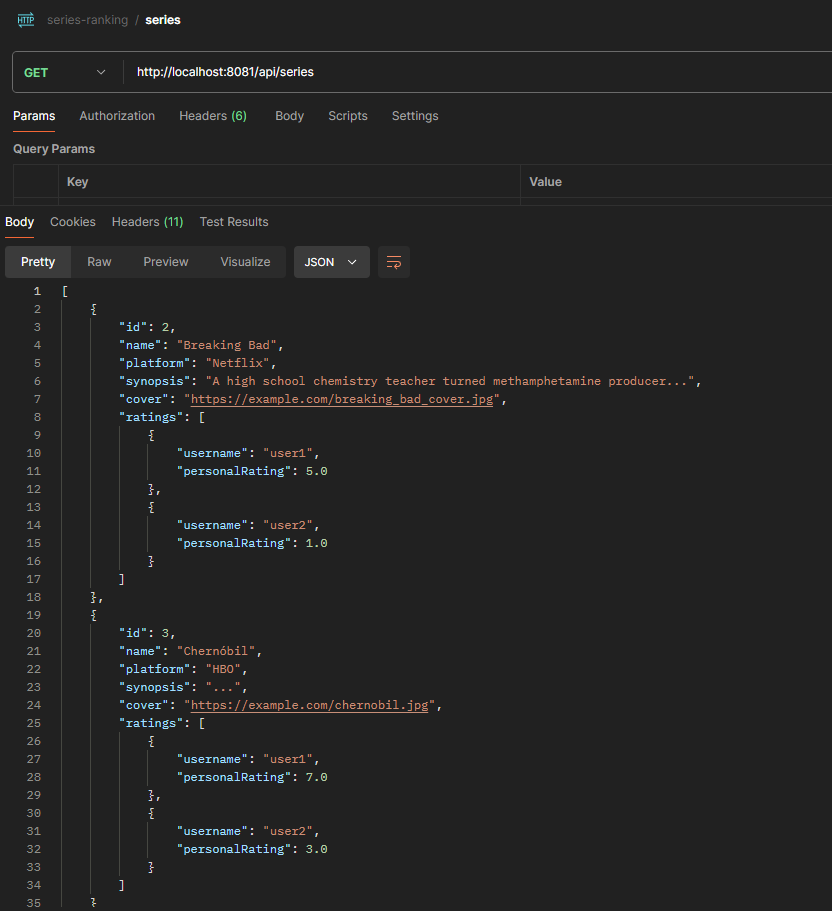 HTTP series-ranking / series
GET http://localhost:8081/api/series
Params Authorization Headers (6) Body Scripts Settings
Query Params
Key Value
Body Cookies Headers (11) Test Results
Pretty Raw Preview Visualize JSON
1 [
2 {
3 "id": 2,
4 "name": "Breaking Bad",
5 "platform": "Netflix",
6 "synopsis": "A high school chemistry teacher turned methamphetamine producer...",
7 "cover": "https://example.com/breaking_bad_cover.jpg",
8 "ratings": [
9 {
10 "username": "user1",
11 "personalRating": 5.0
12 },
13 {
14 "username": "user2",
15 "personalRating": 1.0
16 }
17 ]
18 },
19 {
20 "id": 3,
21 "name": "Chernóbil",
22 "platform": "HBO",
23 "synopsis": "...",
24 "cover": "https://example.com/chernobil.jpg",
25 "ratings": [
26 {
27 "username": "user1",
28 "personalRating": 7.0
29 },
30 {
31 "username": "user2",
32 "personalRating": 3.0
33 }
34 ]
35 }